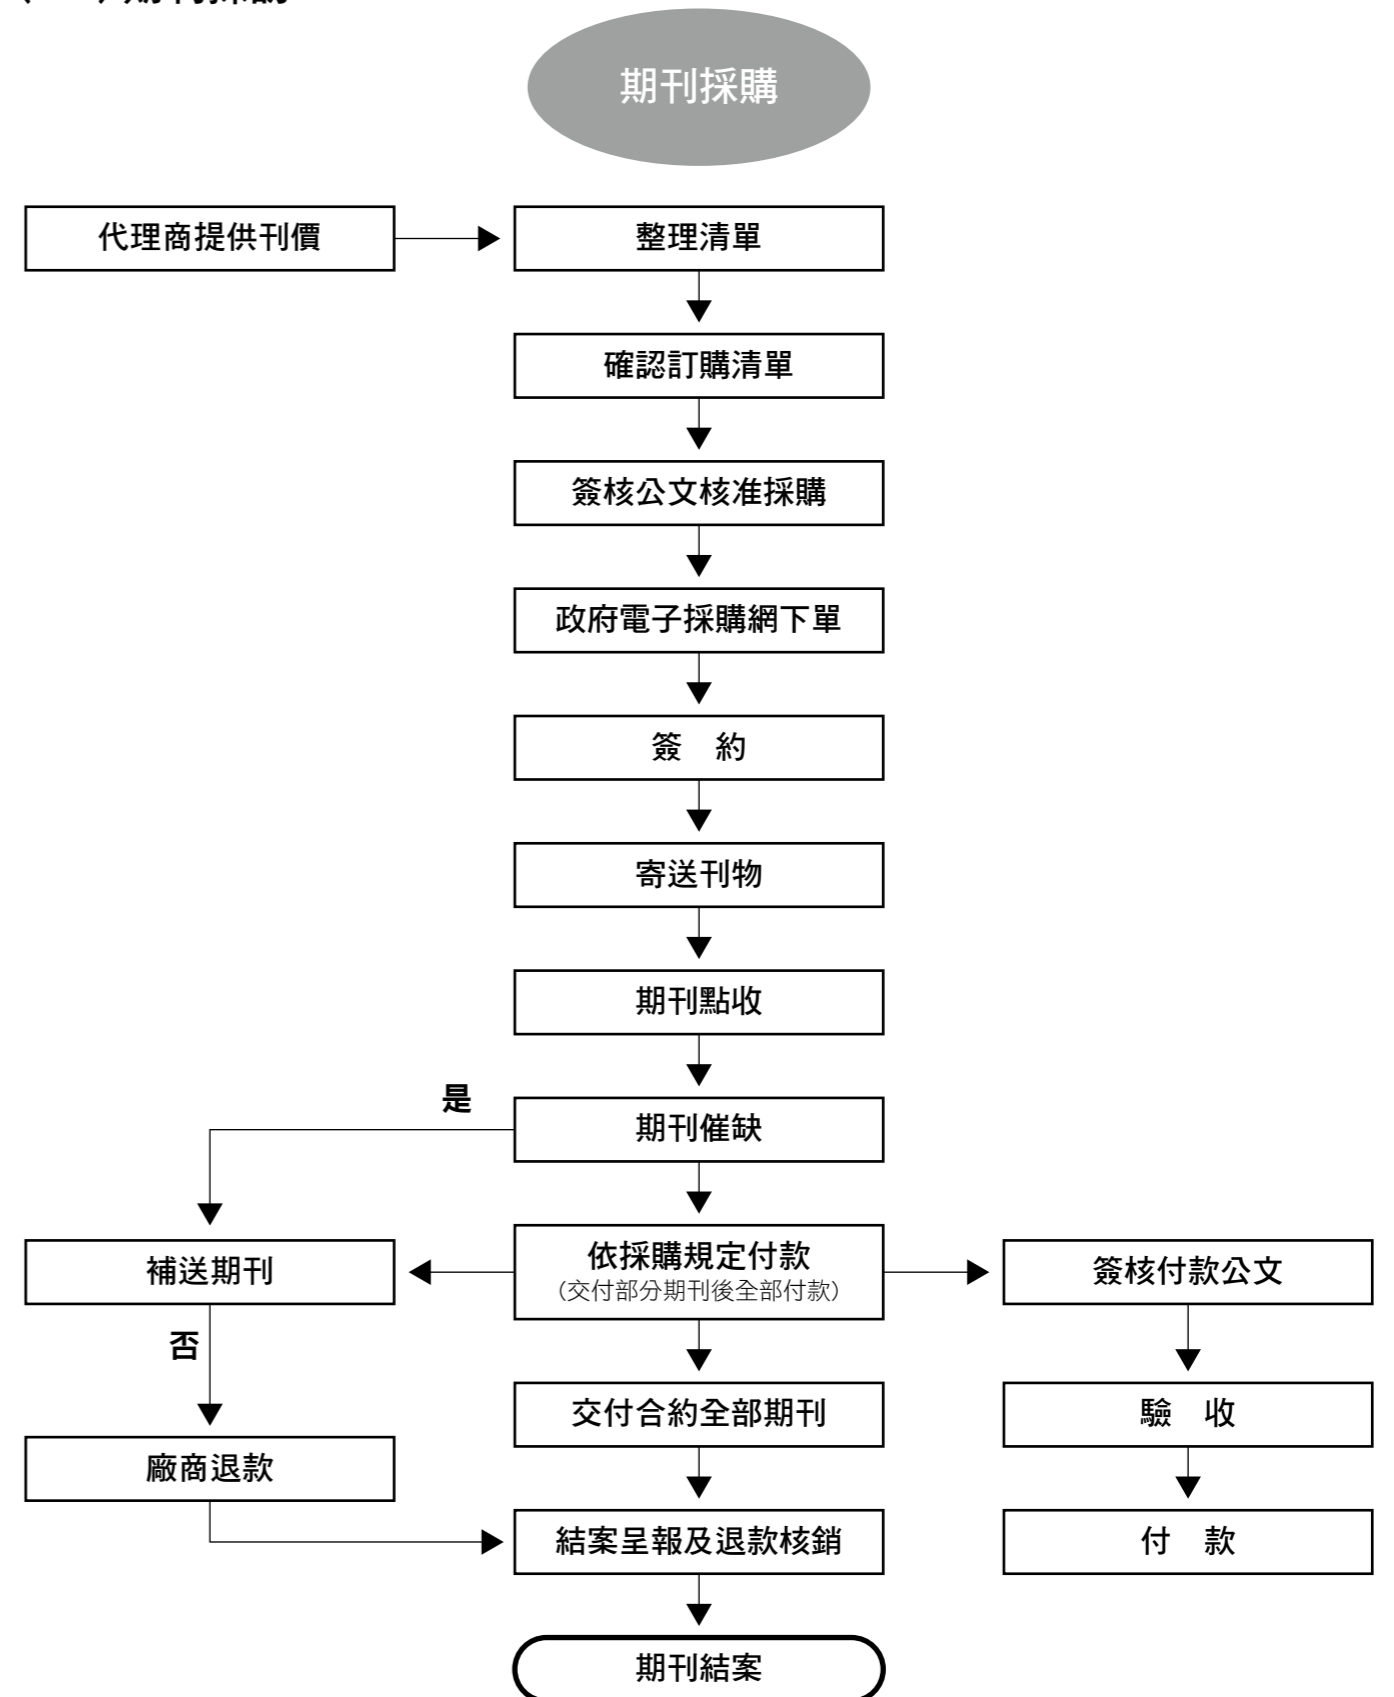 期刊採購
代理商提供刊價
整理清單
確認訂購清單
簽核公文核准採購
政府電子採購網下單
簽 約
寄送刊物
期刊點收
是
期刊催缺
補送期刊
依採購規定付款
（交付部分期刊後全部付款）
簽核付款公文
否
交付合約全部期刊
驗 收
廠商退款
結案呈報及退款核銷
付 款
期刊結案